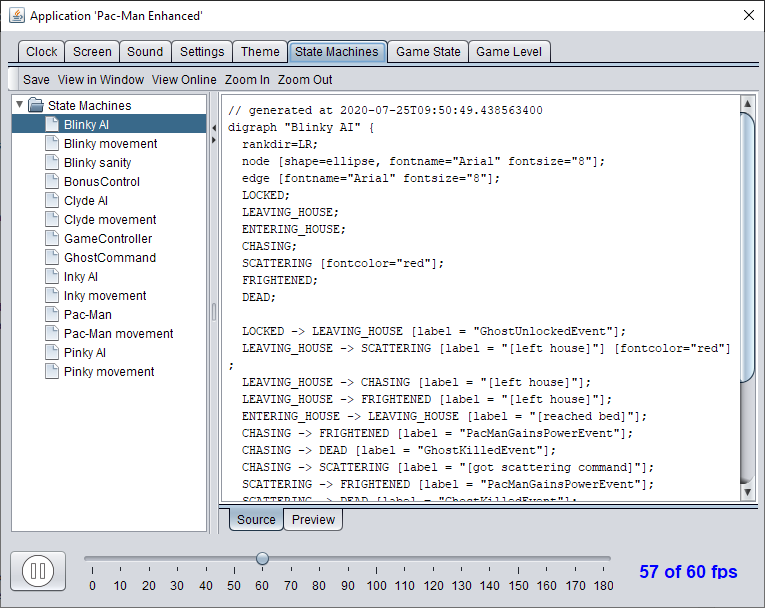 Application 'Pac-Man Enhanced'
Clock Screen Sound Settings Theme State Machines Game State Game Level
Save View in Window View Online Zoom In Zoom Out
State Machines
Blinky AI
Blinky movement
Blinky sanity
BonusControl
Clyde AI
Clyde movement
GameController
GhostCommand
Inky AI
Inky movement
Pac-Man
Pac-Man movement
Pinky AI
Pinky movement
// generated at 2020-07-25T09:50:49.438563400
digraph "Blinky AI" {
rankdir=LR;
node [shape=ellipse, fontname="Arial" fontsize="8"];
edge [fontname="Arial" fontsize="8"];
LOCKED;
LEAVING_HOUSE;
ENTERING_HOUSE;
CHASING;
SCATTERING [fontcolor="red"];
FRIGHTENED;
DEAD;
LOCKED -> LEAVING_HOUSE [label = "GhostUnlockedEvent"];
LEAVING_HOUSE -> SCATTERING [label = "[left house]"] [fontcolor="red"]
;
LEAVING_HOUSE -> CHASING [label = "[left house]"];
LEAVING_HOUSE -> FRIGHTENED [label = "[left house]"];
ENTERING_HOUSE -> LEAVING_HOUSE [label = "[reached bed]"];
CHASING -> FRIGHTENED [label = "PacManGainsPowerEvent"];
CHASING -> DEAD [label = "GhostKilledEvent"];
CHASING -> SCATTERING [label = "[got scattering command]"];
SCATTERING -> FRIGHTENED [label = "PacManGainsPowerEvent"];
SCATTERING -> DEAD [label = "GhostKilledEvent"];
Source Preview
0 10 20 30 40 50 60 70 80 90 100 110 120 130 140 150 160 170 180
57 of 60 fps